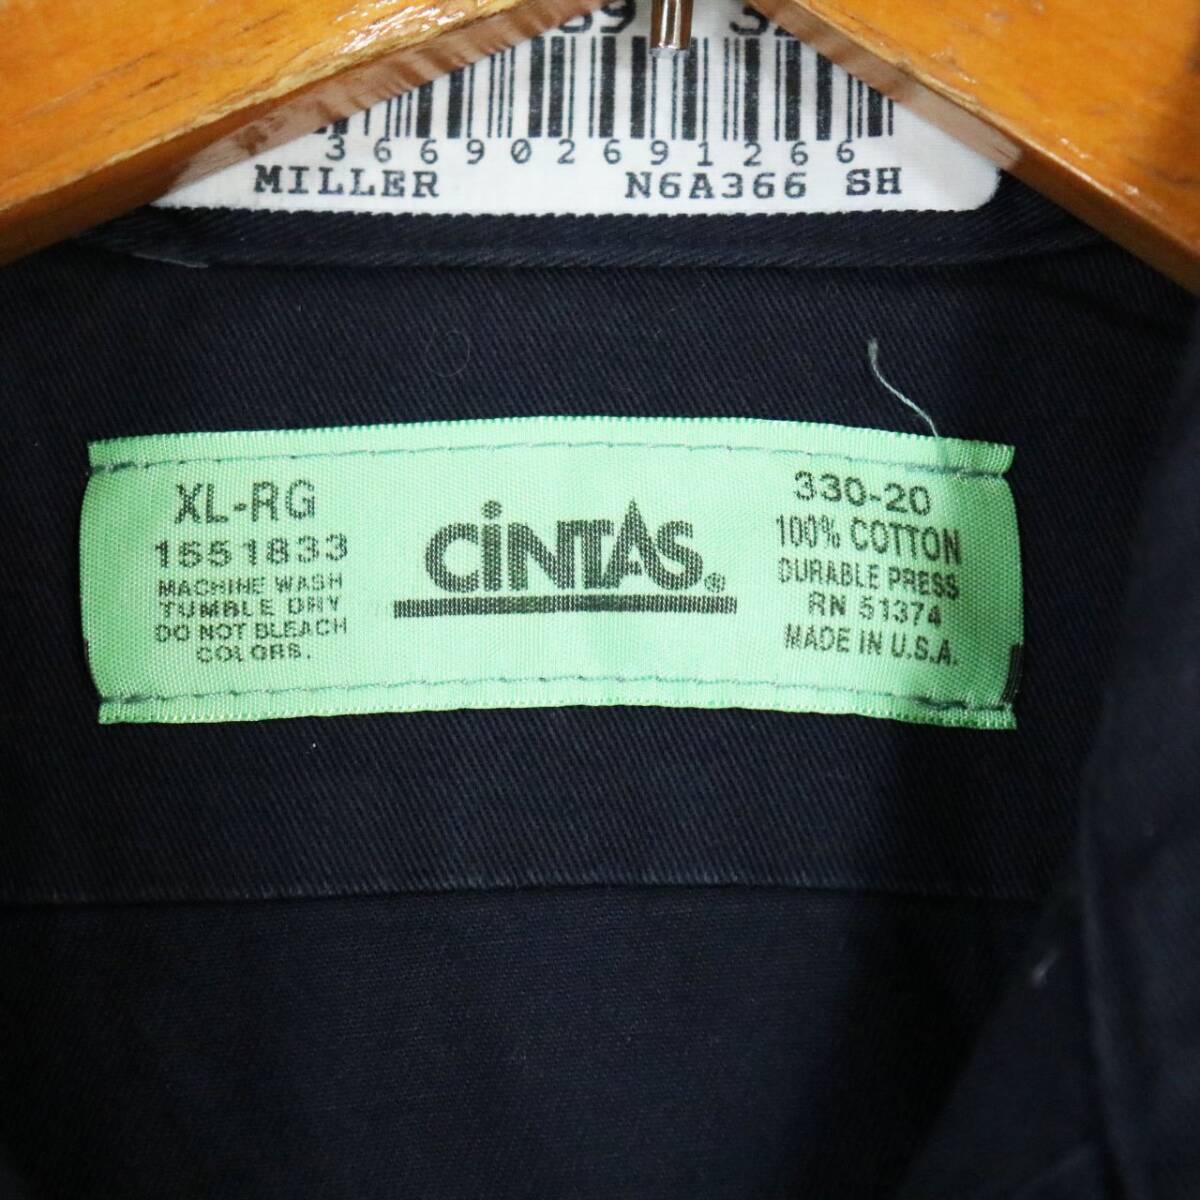 366902691266
MILLER N6A366 SH
XL-RG
1551833
MACHINE WASH
TUMBLE DRY
DO NOT BLEACH
COLORS.
CiNTAS®
330-20
100% COTTON
DURABLE PRESS
RN 51374
MADE IN U.S.A.